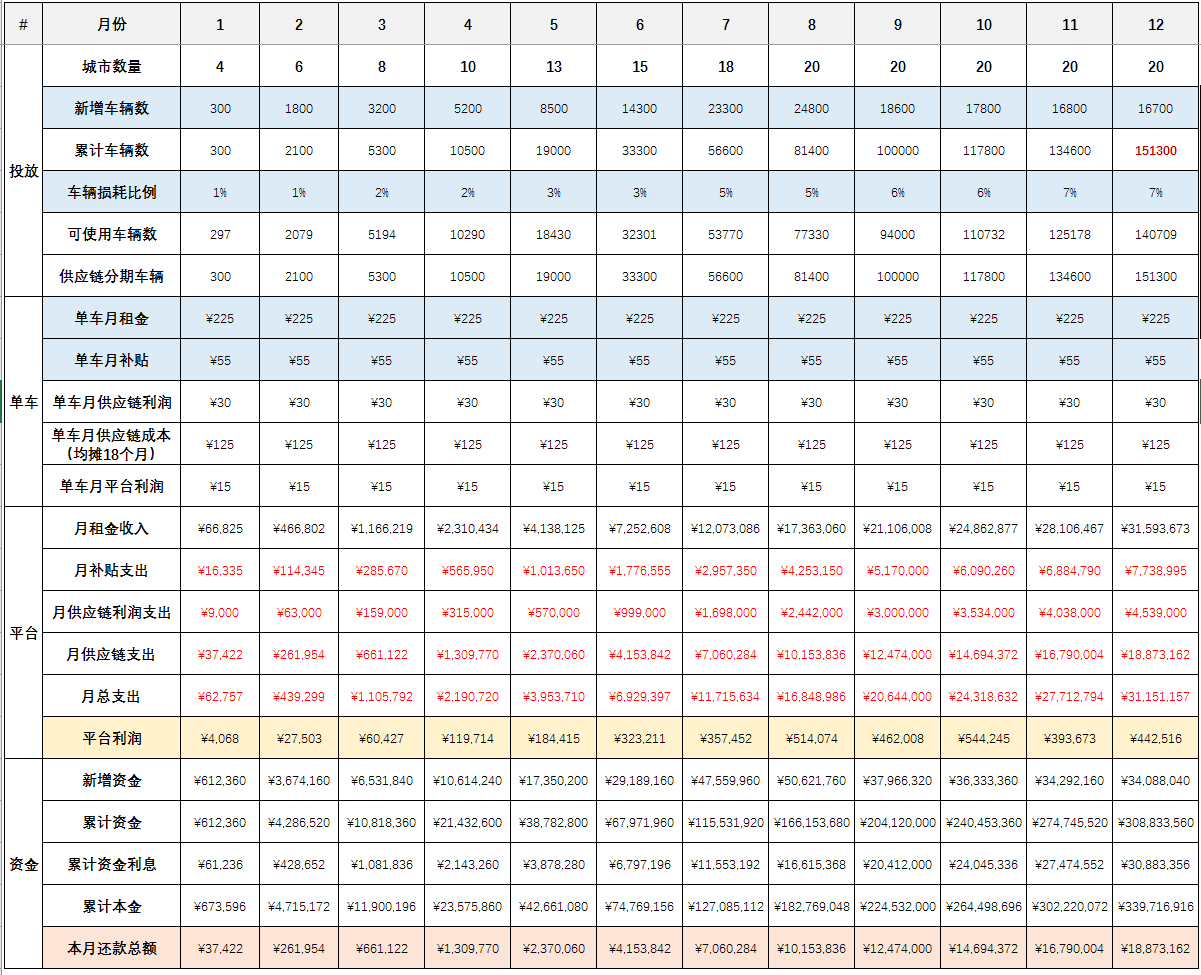 # 月份 1 2 3 4 5 6 7 8 9 10 11 12
投放
城市数量 4 6 8 10 13 15 18 20 20 20 20 20
新增车辆数 300 1800 3200 5200 8500 14300 23300 24800 18600 17800 16800 16700
累计车辆数 300 2100 5300 10500 19000 33300 56600 81400 100000 117800 134600 151300
车辆损耗比例 1% 1% 2% 2% 3% 3% 5% 5% 6% 6% 7% 7%
可使用车辆数 297 2079 5194 10290 18430 32301 53770 77330 94000 110732 125178 140709
供应链分期车辆 300 2100 5300 10500 19000 33300 56600 81400 100000 117800 134600 151300
单车
单车月租金 ¥225 ¥225 ¥225 ¥225 ¥225 ¥225 ¥225 ¥225 ¥225 ¥225 ¥225 ¥225
单车月补贴 ¥55 ¥55 ¥55 ¥55 ¥55 ¥55 ¥55 ¥55 ¥55 ¥55 ¥55 ¥55
单车月供应链利润 ¥30 ¥30 ¥30 ¥30 ¥30 ¥30 ¥30 ¥30 ¥30 ¥30 ¥30 ¥30
单车月供应链成本
(均摊18个月) ¥125 ¥125 ¥125 ¥125 ¥125 ¥125 ¥125 ¥125 ¥125 ¥125 ¥125 ¥125
单车月平台利润 ¥15 ¥15 ¥15 ¥15 ¥15 ¥15 ¥15 ¥15 ¥15 ¥15 ¥15 ¥15
平台
月租金收入 ¥66,825 ¥466,802 ¥1,166,219 ¥2,310,434 ¥4,138,125 ¥7,252,608 ¥12,073,086 ¥17,363,060 ¥21,106,008 ¥24,862,877 ¥28,106,467 ¥31,593,673
月补贴支出 ¥16,335 ¥114,345 ¥285,670 ¥565,950 ¥1,013,650 ¥1,776,555 ¥2,957,350 ¥4,253,150 ¥5,170,000 ¥6,090,260 ¥6,884,790 ¥7,738,995
月供应链利润支出 ¥9,000 ¥63,000 ¥159,000 ¥315,000 ¥570,000 ¥999,000 ¥1,698,000 ¥2,442,000 ¥3,000,000 ¥3,534,000 ¥4,038,000 ¥4,539,000
月供应链支出 ¥37,422 ¥261,954 ¥661,122 ¥1,309,770 ¥2,370,060 ¥4,153,842 ¥7,060,284 ¥10,153,836 ¥12,474,000 ¥14,694,372 ¥16,790,004 ¥18,873,162
月总支出 ¥62,757 ¥439,299 ¥1,105,792 ¥2,190,720 ¥3,953,710 ¥6,929,397 ¥11,715,634 ¥16,848,986 ¥20,644,000 ¥24,318,632 ¥27,712,794 ¥31,151,157
平台利润 ¥4,068 ¥27,503 ¥60,427 ¥119,714 ¥184,415 ¥323,211 ¥357,452 ¥514,074 ¥462,008 ¥544,245 ¥393,673 ¥442,516
资金
新增资金 ¥612,360 ¥3,674,160 ¥6,531,840 ¥10,614,240 ¥17,350,200 ¥29,189,160 ¥47,559,960 ¥50,621,760 ¥37,966,320 ¥36,333,360 ¥34,292,160 ¥34,088,040
累计资金 ¥612,360 ¥4,286,520 ¥10,818,360 ¥21,432,600 ¥38,782,800 ¥67,971,960 ¥115,531,920 ¥166,153,680 ¥204,120,000 ¥240,453,360 ¥274,745,520 ¥308,833,560
累计资金利息 ¥61,236 ¥428,652 ¥1,081,836 ¥2,143,260 ¥3,878,280 ¥6,797,196 ¥11,553,192 ¥16,615,368 ¥20,412,000 ¥24,045,336 ¥27,474,552 ¥30,883,356
累计本金 ¥673,596 ¥4,715,172 ¥11,900,196 ¥23,575,860 ¥42,661,080 ¥74,769,156 ¥127,085,112 ¥182,769,048 ¥224,532,000 ¥264,498,696 ¥302,220,072 ¥339,716,916
本月还款总额 ¥37,422 ¥261,954 ¥661,122 ¥1,309,770 ¥2,370,060 ¥4,153,842 ¥7,060,284 ¥10,153,836 ¥12,474,000 ¥14,694,372 ¥16,790,004 ¥18,873,162